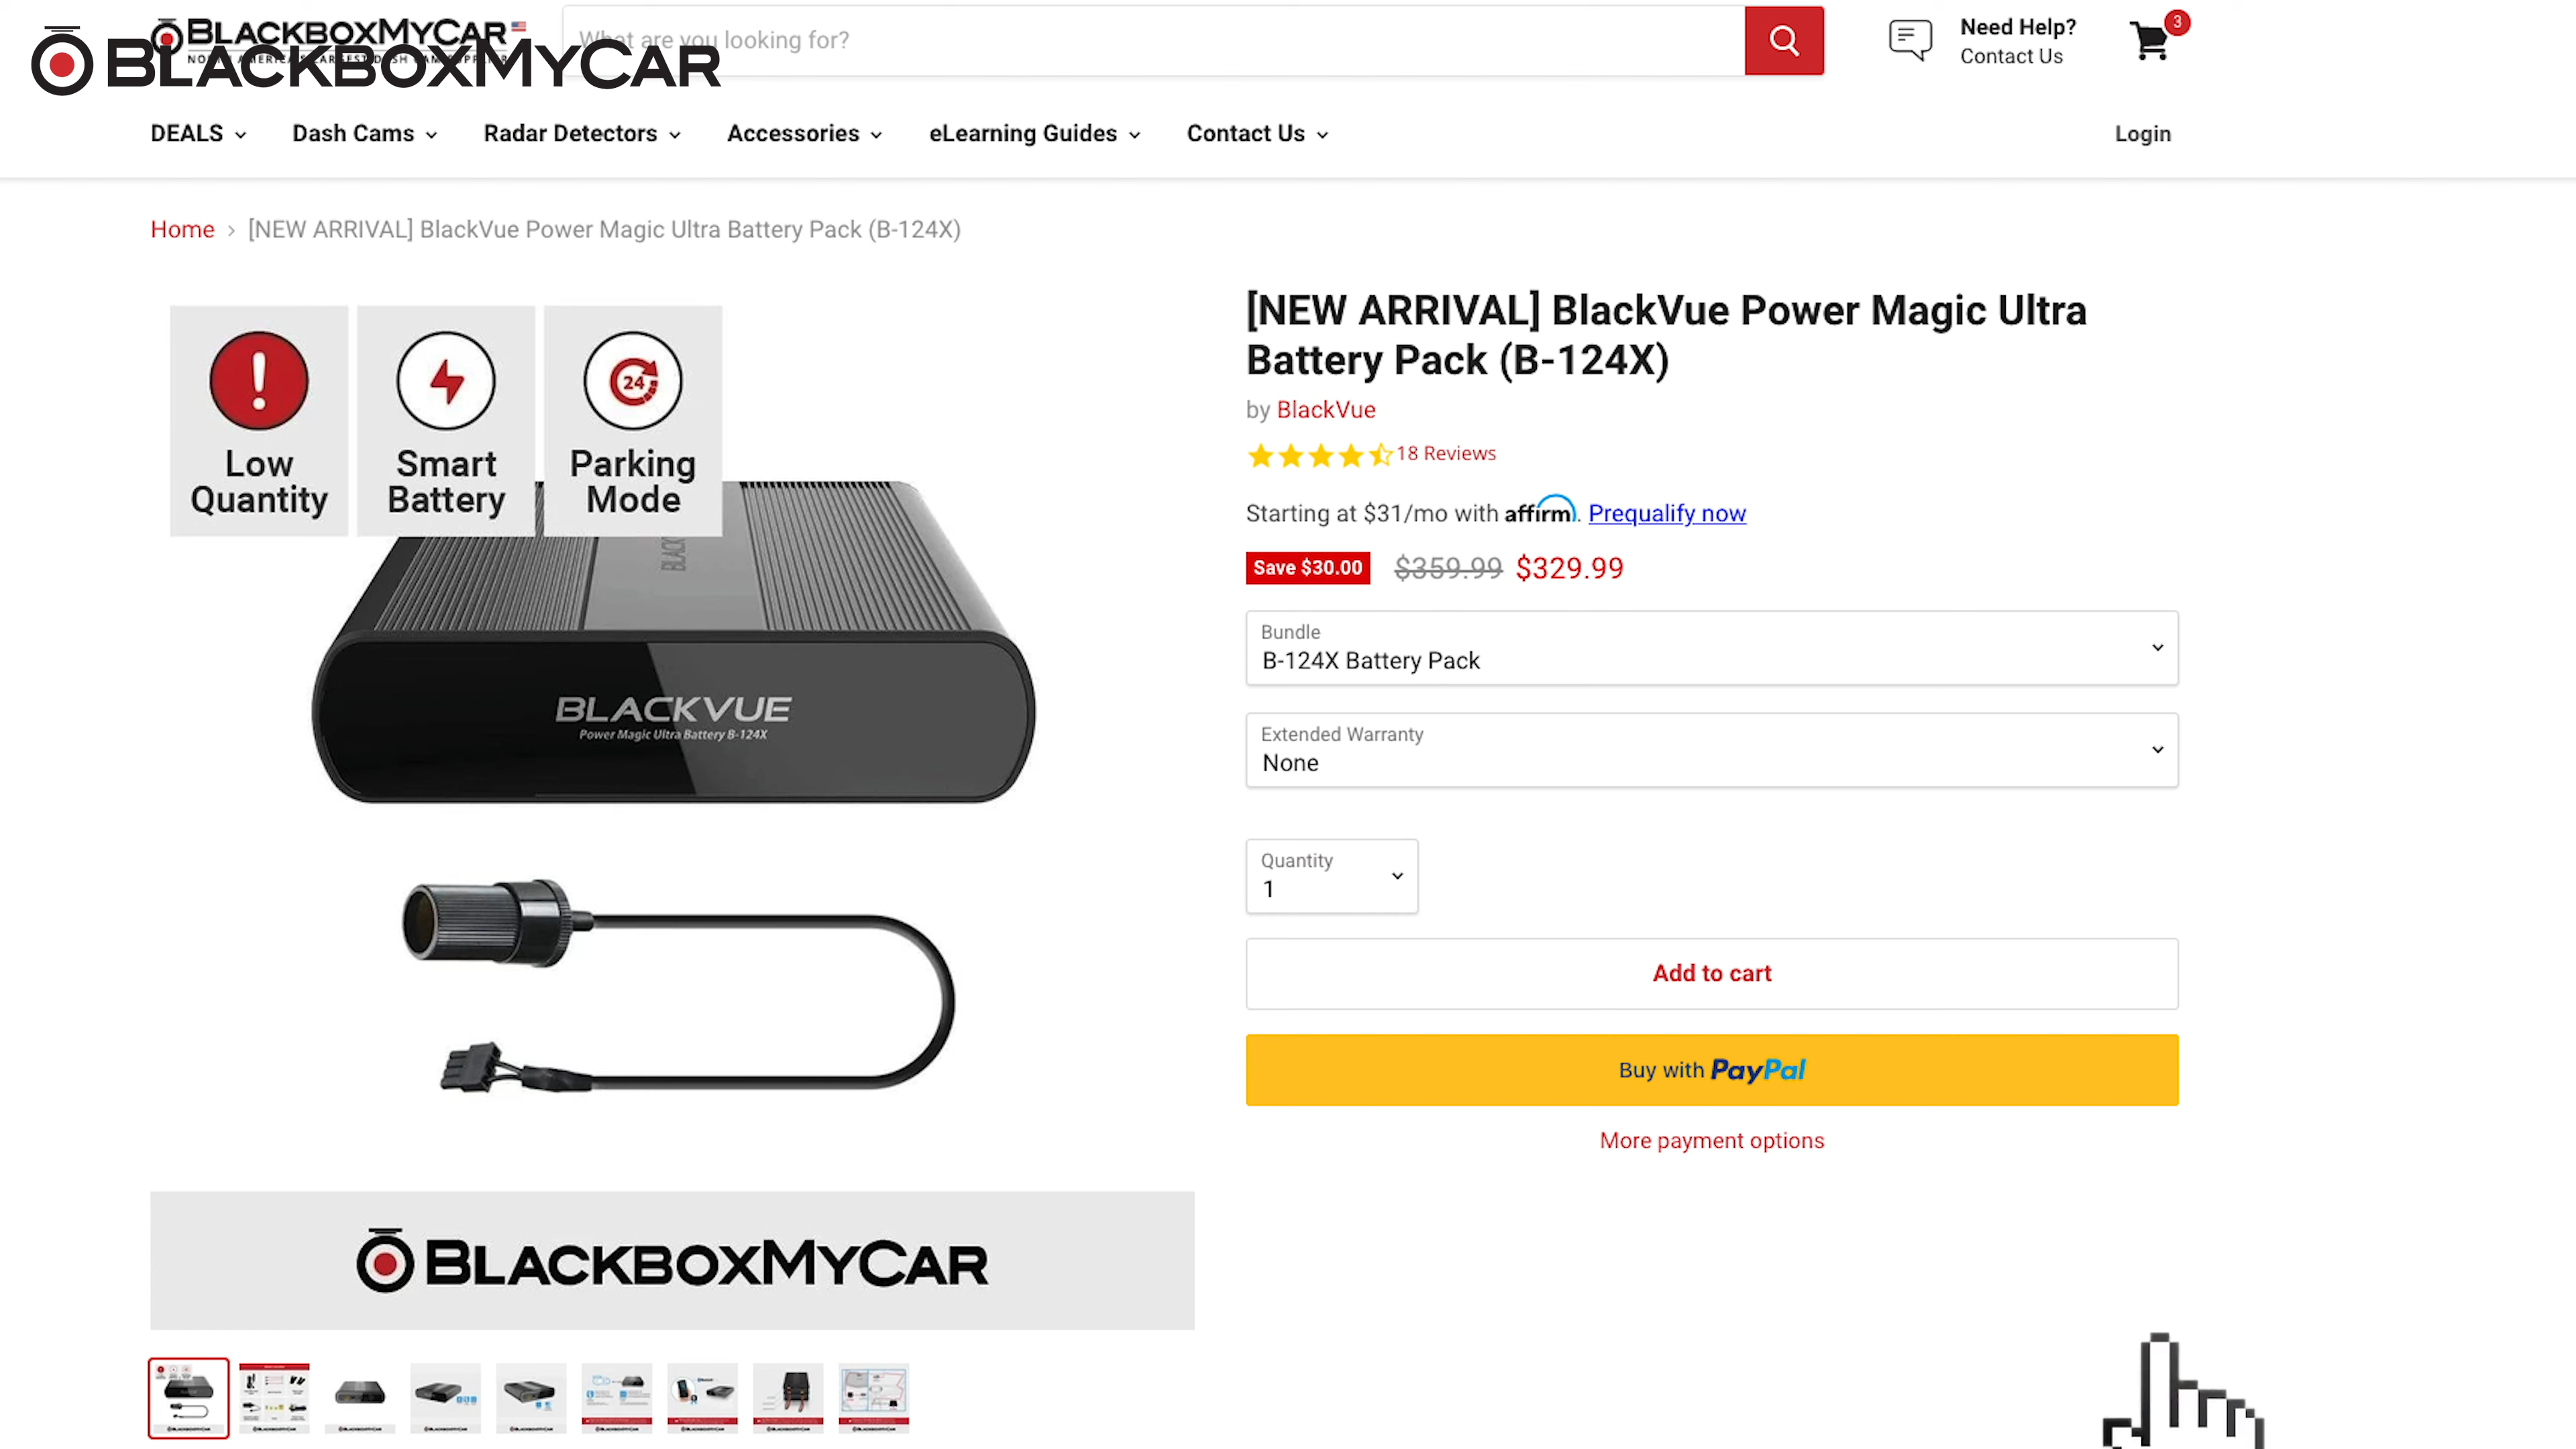 BLACKBOXMYCAR
BLACKBOXMYCAR
What are you looking for?
Need Help?
Contact Us
3
DEALS
Dash Cams
Radar Detectors
Accessories
eLearning Guides
Contact Us
Login
Home › [NEW ARRIVAL] BlackVue Power Magic Ultra Battery Pack (B-124X)
Low
Quantity
Smart
Battery
24
Parking
Mode
BLACKVUE
Power Magic Ultra Battery B-124X
BLACKBOXMYCAR
[NEW ARRIVAL] BlackVue Power Magic Ultra
Battery Pack (B-124X)
by BlackVue
18 Reviews
Starting at $31/mo with affirm. Prequalify now
Save $30.00 $359.99 $329.99
Bundle
B-124X Battery Pack
Extended Warranty
None
Quantity
1
Add to cart
Buy with PayPal
More payment options